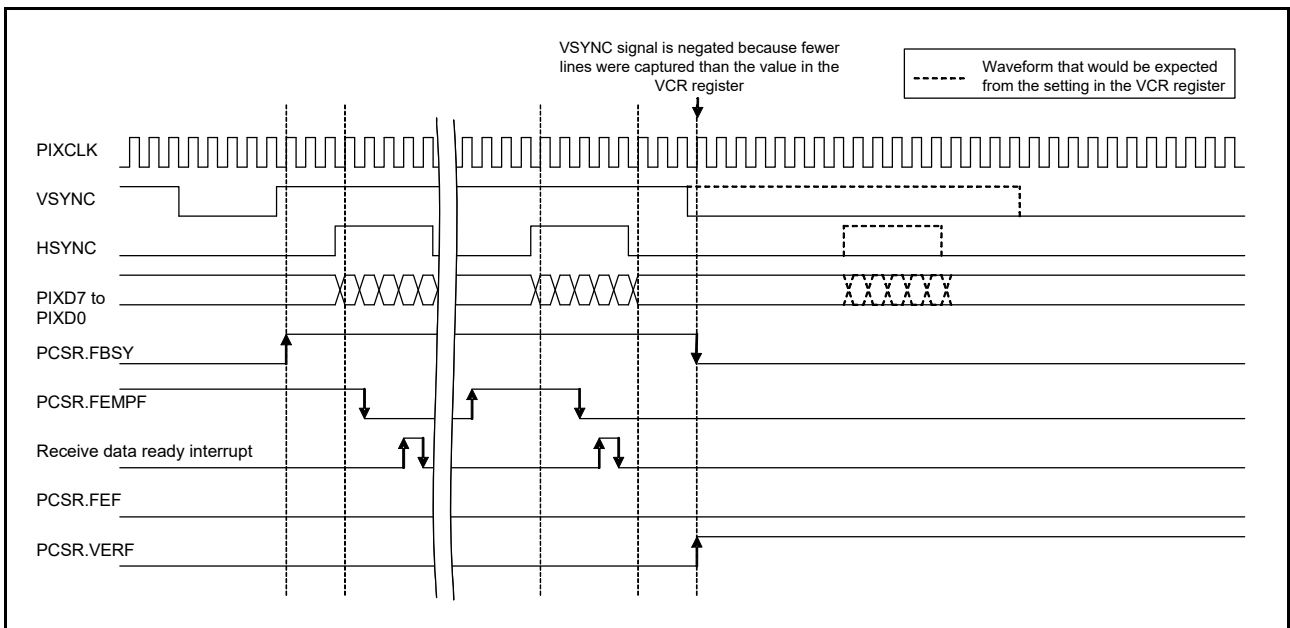 VSYNC signal is negated because fewer
lines were captured than the value in the
VCR register
Waveform that would be expected
from the setting in the VCR register
PIXCLK
VSYNC
HSYNC
PIXD7 to
PIXD0
PCSR.FBSY
PCSR.FEMPF
Receive data ready interrupt
PCSR.FEF
PCSR.VERF